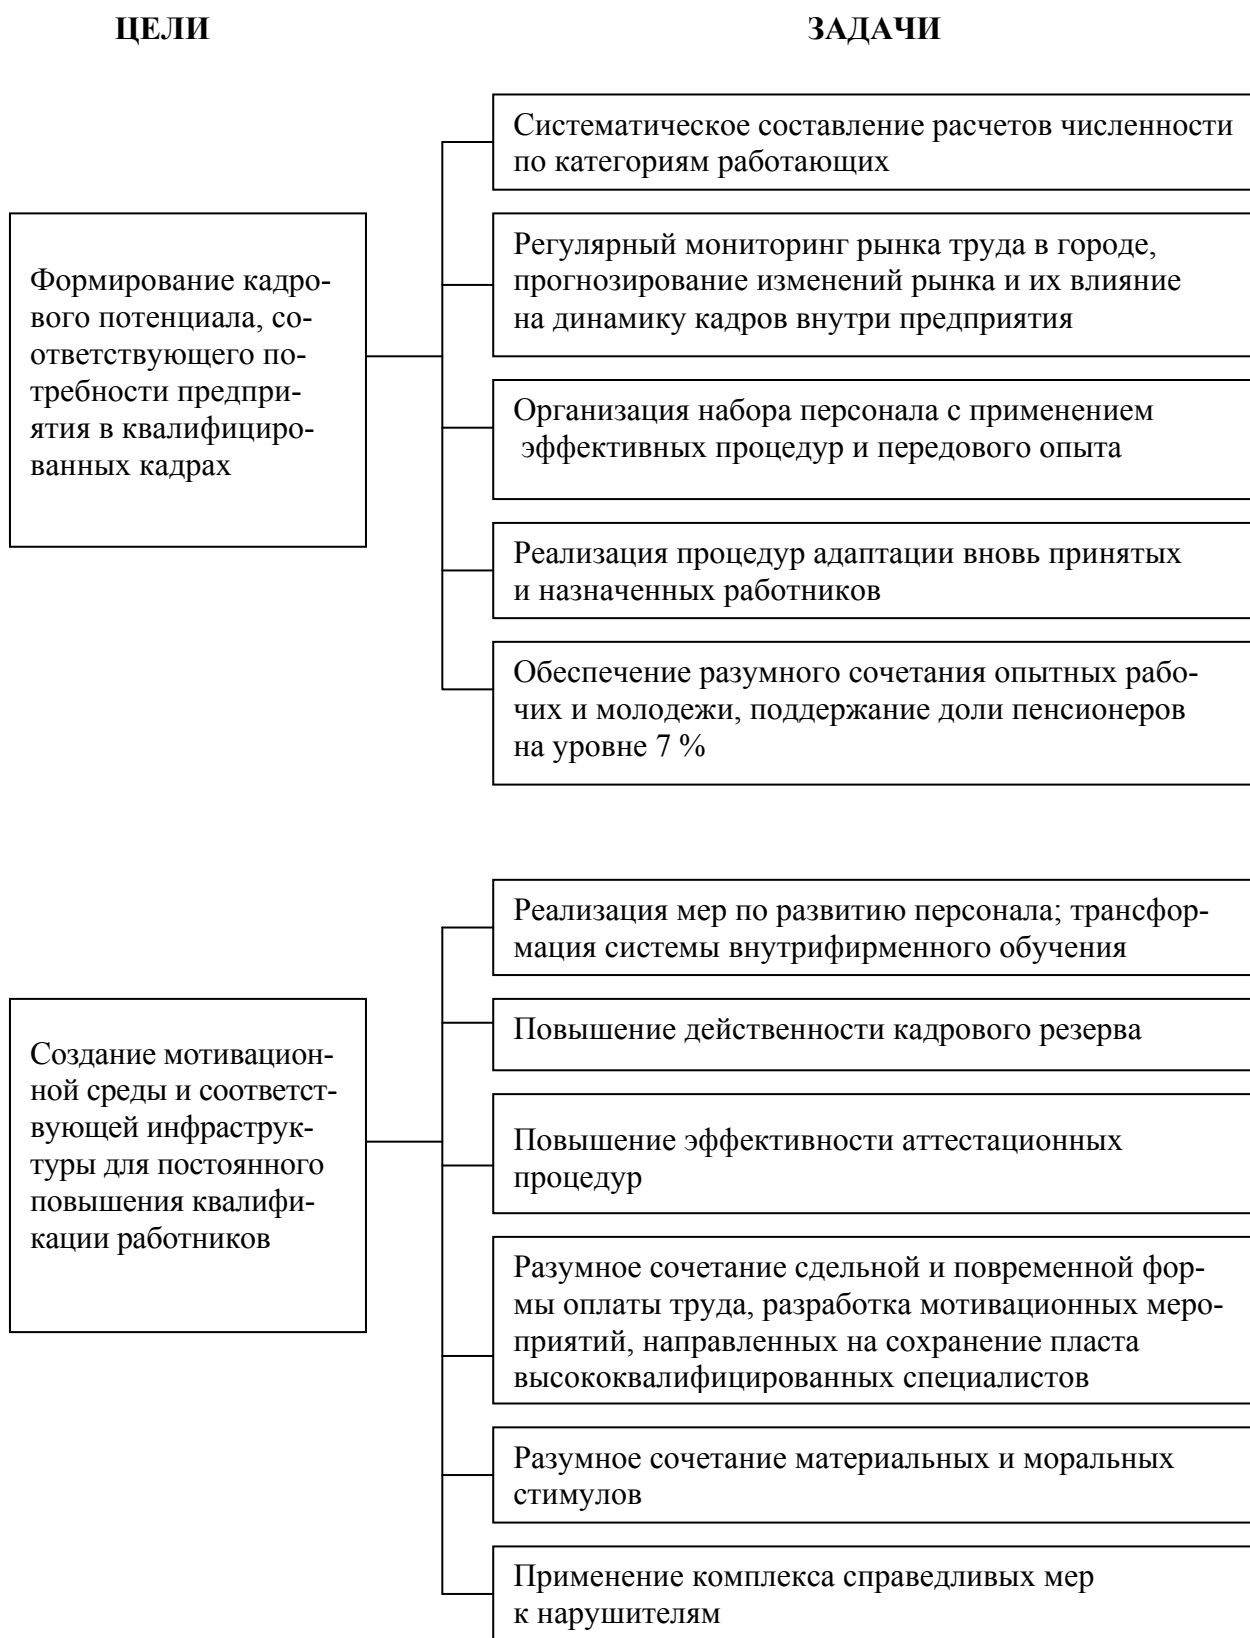 ЦЕЛИ
ЗАДАЧИ
Формирование кадро-
вого потенциала, со-
ответствующего по-
требности предпри-
ятия в квалифициро-
ванных кадрах
Систематическое составление расчетов численности
по категориям работающих
Регулярный мониторинг рынка труда в городе,
прогнозирование изменений рынка и их влияние
на динамику кадров внутри предприятия
Организация набора персонала с применением
эффективных процедур и передового опыта
Реализация процедур адаптации вновь принятых
и назначенных работников
Обеспечение разумного сочетания опытных рабо-
чих и молодежи, поддержание доли пенсионеров
на уровне 7 %
Создание мотивацион-
ной среды и соответст-
вующей инфраструк-
туры для постоянного
повышения квалифи-
кации работников
Реализация мер по развитию персонала; трансфор-
мация системы внутрифирменного обучения
Повышение действенности кадрового резерва
Повышение эффективности аттестационных
процедур
Разумное сочетание сдельной и повременной фор-
мы оплаты труда, разработка мотивационных меро-
приятий, направленных на сохранение пласта
высококвалифицированных специалистов
Разумное сочетание материальных и моральных
стимулов
Применение комплекса справедливых мер
к нарушителям